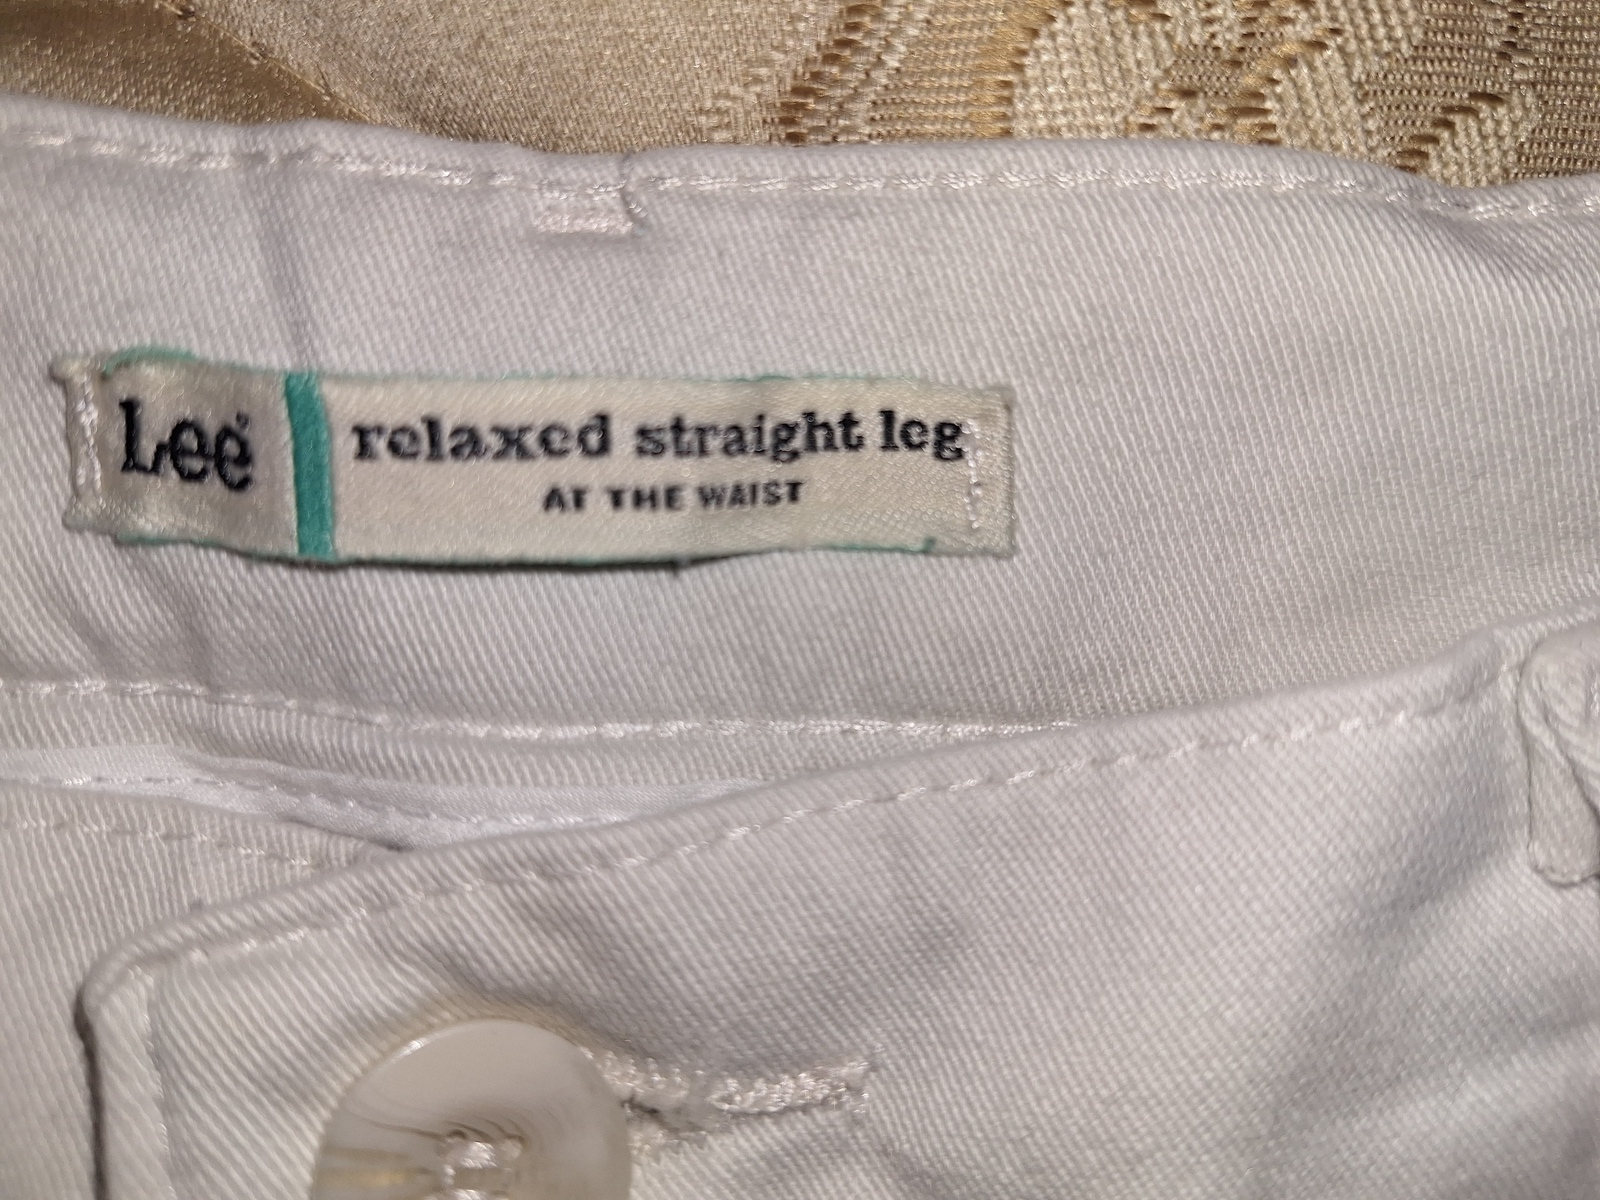 Lee
relaxed straight leg
AT THE WAIST